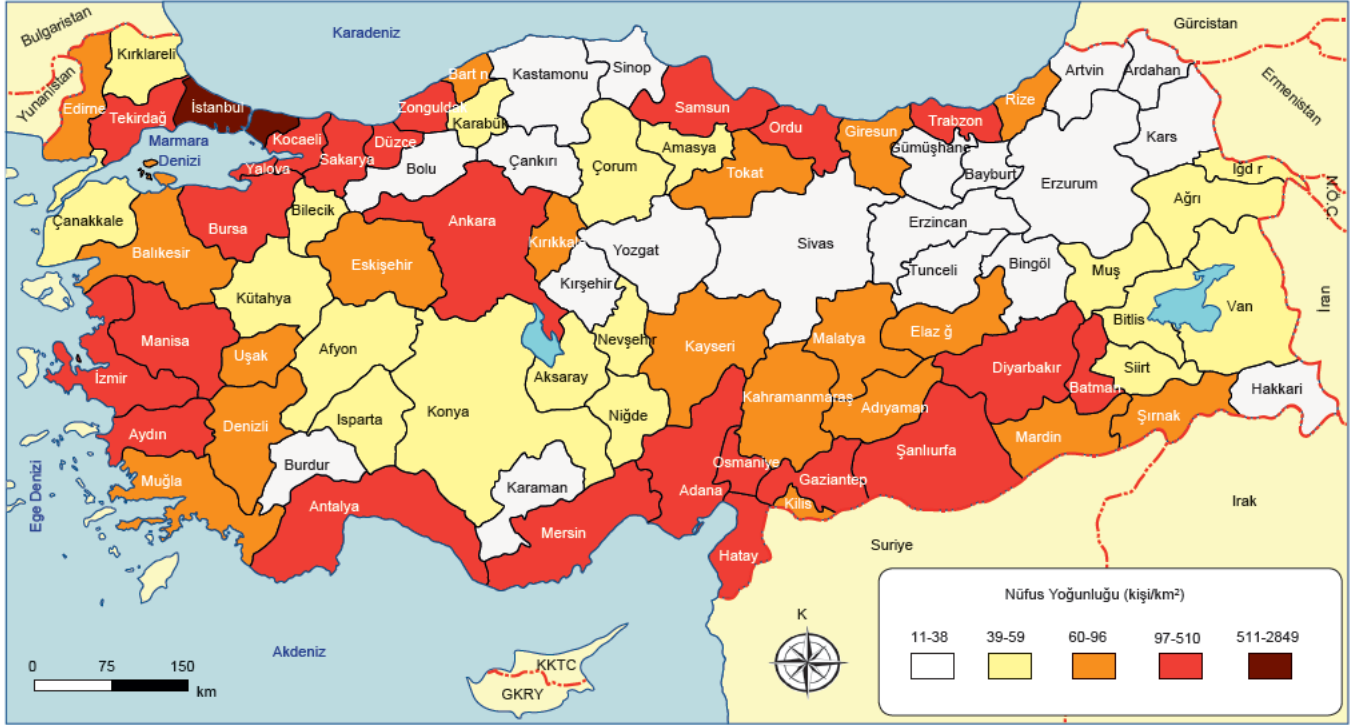 Bulgaristan
Karadeniz
Gürcistan
Yunanistan
Ermenistan
Kırklareli
Edirne
Tekirdağ
İstanbul
Kocaeli
Marmara
Denizi
Yalova
Sakarya
Düzce
Zonguldak
Bart n
Karabük
Kastamonu
Sinop
Samsun
Ordu
Giresun
Trabzon
Rize
Artvin
Ardahan
Kars
Iğd r
N.Ö.C.
Bolu
Çankırı
Çorum
Amasya
Tokat
Gümüşhane
Bayburt
Erzurum
Ağrı
Çanakkale
Balıkesir
Bursa
Bilecik
Eskişehir
Ankara
Kırıkkale
Yozgat
Sivas
Erzincan
Tunceli
Bingöl
Muş
Bitlis
Van
İran
Kütahya
Kırşehir
Manisa
Uşak
Afyon
Nevşehir
Kayseri
Malatya
Elaz ğ
Diyarbakır
Batman
Siirt
Hakkari
İzmir
Aksaray
Konya
Niğde
Kahramanmaraş
Adıyaman
Şırnak
Mardin
Aydın
Denizli
Isparta
Burdur
Karaman
Osmaniye
Gaziantep
Şanlıurfa
Muğla
Antalya
Mersin
Adana
Kilis
Hatay
Ege Denizi
Irak
Suriye
Akdeniz
KKTC
GKRY
K
0 75 150
km
Nüfus Yoğunluğu (kişi/km²)
11-38 39-59 60-96 97-510 511-2849